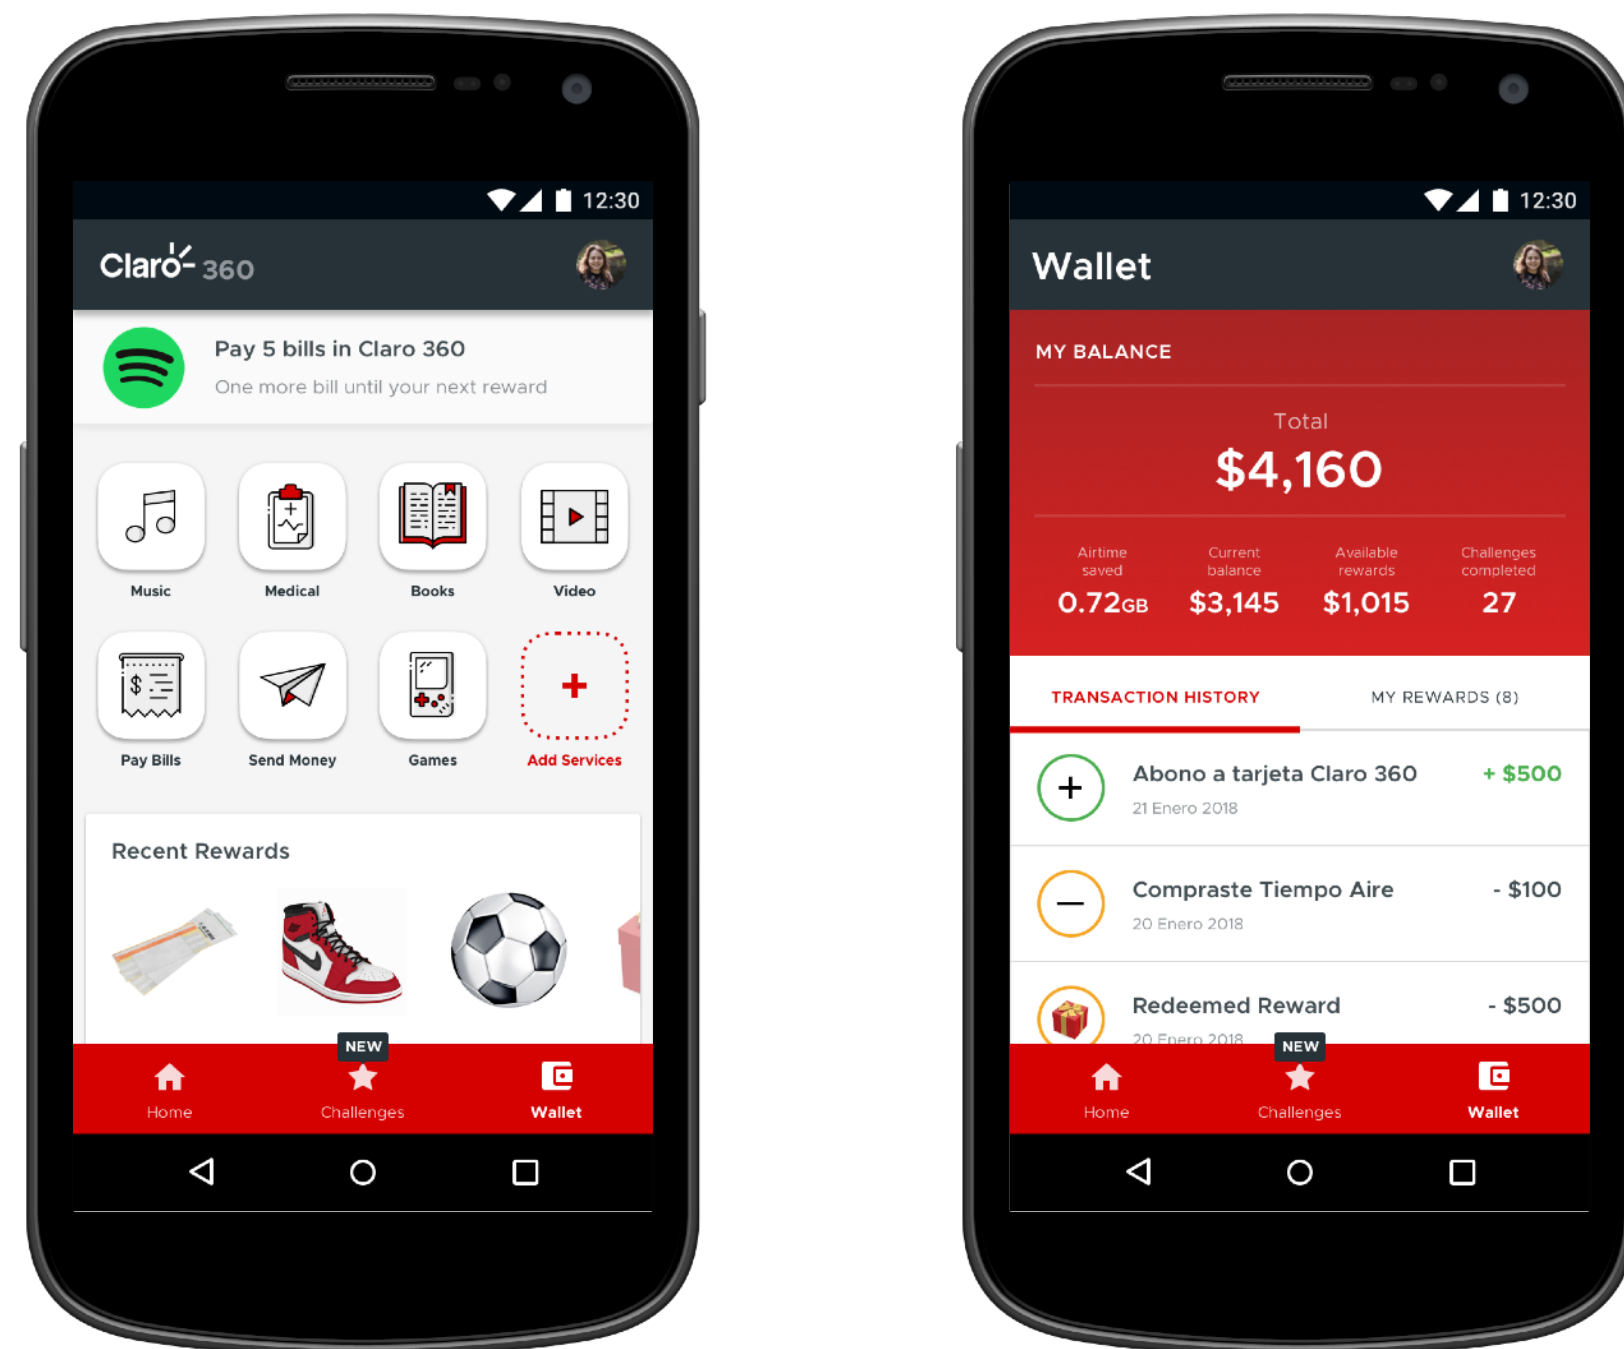 12:30
Claro 360
Pay 5 bills in Claro 360
One more bill until your next reward
Music
Medical
Books
Video
$
Pay Bills
Send Money
Games
Add Services
Recent Rewards
NEW
Home
Challenges
Wallet
12:30
Wallet
MY BALANCE
Total
$4,160
Airtime saved
0.72GB
Current balance
$3,145
Available rewards
$1,015
Challenges completed
27
TRANSACTION HISTORY
MY REWARDS (8)
Abono a tarjeta Claro 360
+ $500
21 Enero 2018
Compraste Tiempo Aire
- $100
20 Enero 2018
Redeemed Reward
- $500
20 Enero 2018
NEW
Home
Challenges
Wallet